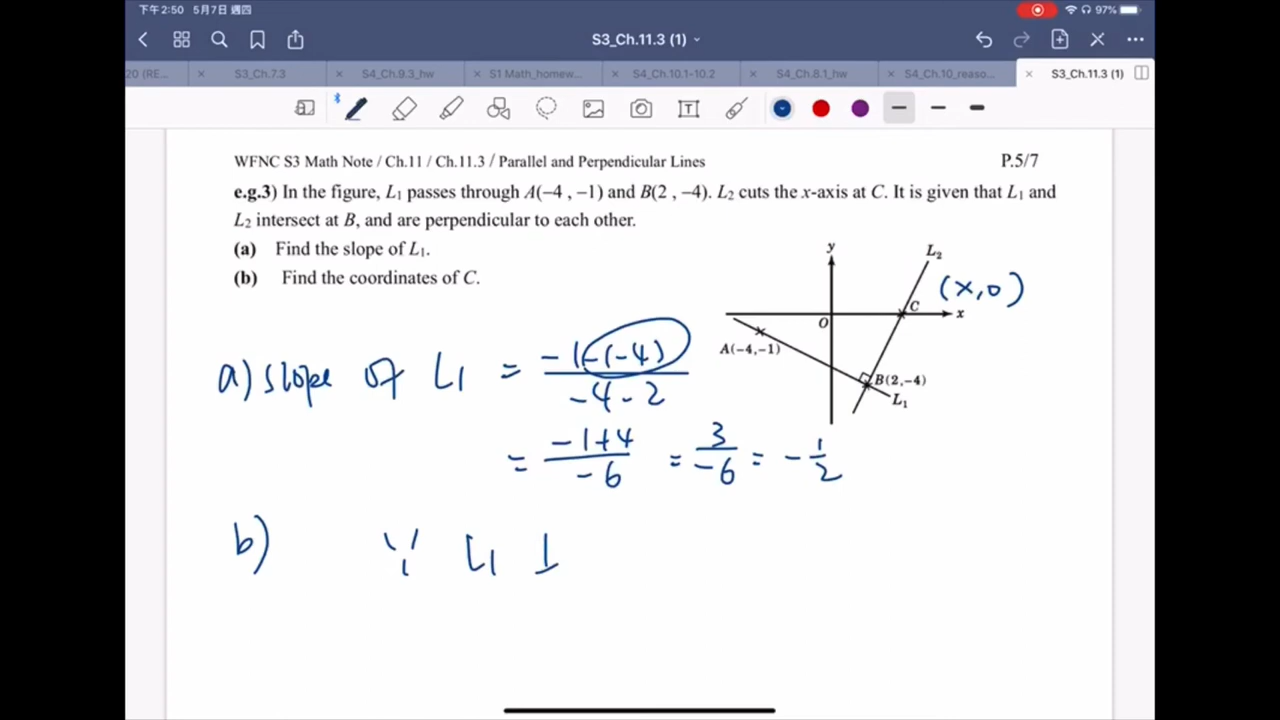 下午2:50 5月7日 週四 97%
S3_Ch.11.3 (1)
20 (RE... S3_Ch.7.3 S4_Ch.9.3_hw S1 Math_homew... S4_Ch.10.1-10.2 S4_Ch.8.1_hw S4_Ch.10_reaso... S3_Ch.11.3 (1)
WFNC S3 Math Note / Ch.11 / Ch.11.3 / Parallel and Perpendicular Lines P.5/7
e.g.3) In the figure, L₁ passes through A(−4 , −1) and B(2 , −4). L₂ cuts the x-axis at C. It is given that L₁ and
L₂ intersect at B, and are perpendicular to each other.
(a) Find the slope of L₁.
(b) Find the coordinates of C.
y
L₂
(x,0)
C
x
O
A(−4,−1)
B(2,−4)
L₁
a) slope of L₁ = -1-(-4) / -4-2
= -1+4 / -6 = 3 / -6 = - 1/2
b) ∵ L₁ ⊥